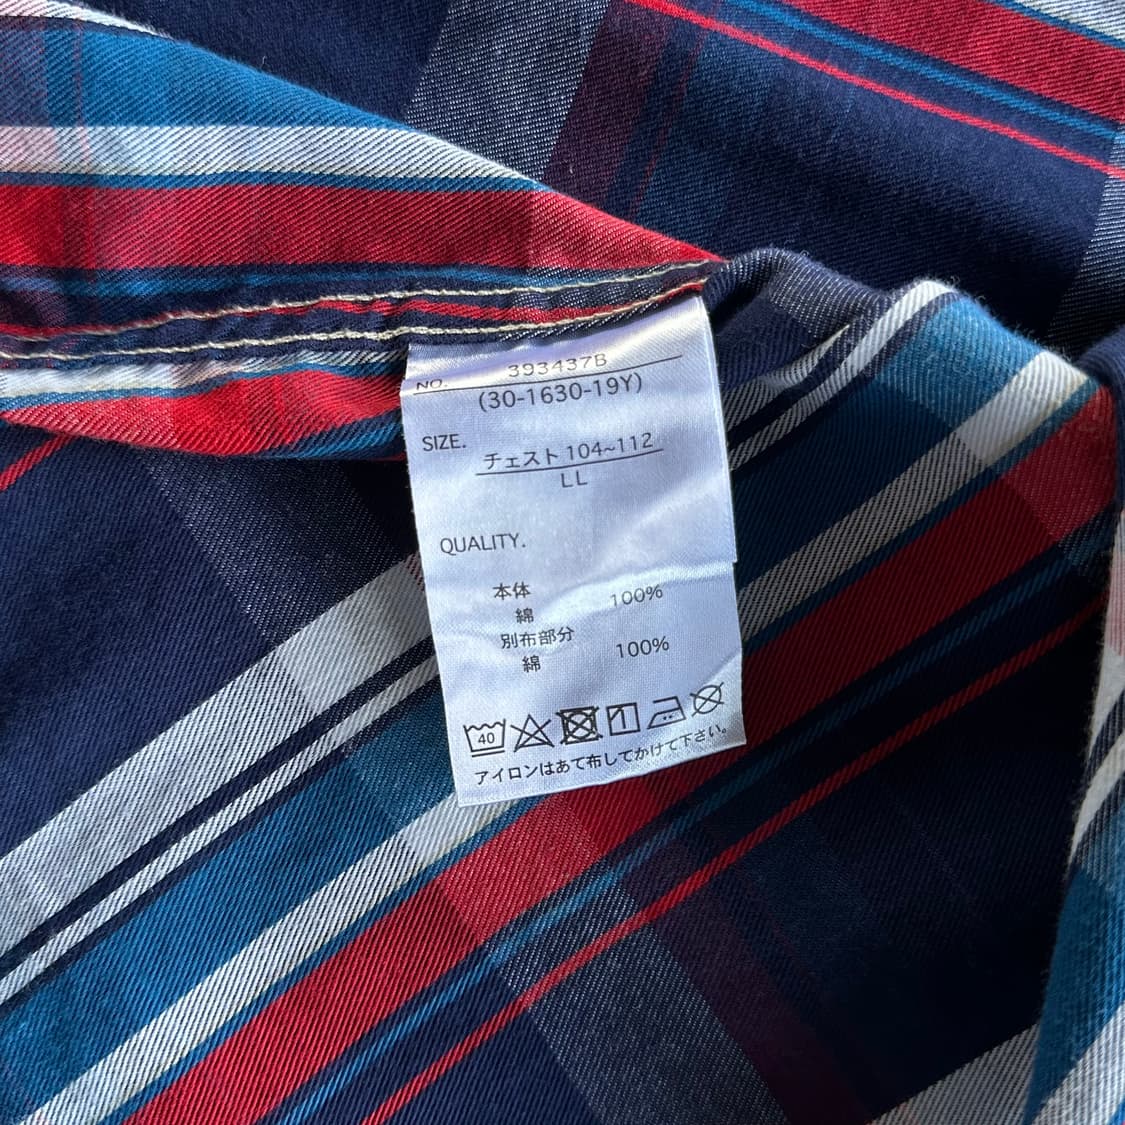 NO. 393437B
(30-1630-19Y)
SIZE.
チェスト 104~112
LL
QUALITY.
本体
綿 100%
別布部分
綿 100%
40
アイロンはあて布してかけて下さい。